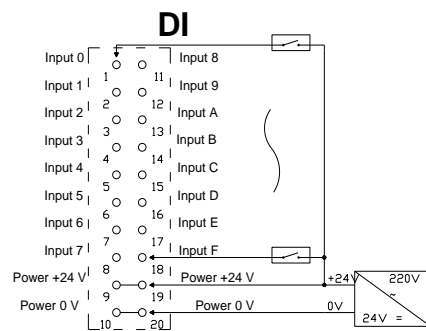 DI
Input 0 Input 8
1 11
Input 1 Input 9
2 12
Input 2 Input A
3 13
Input 3 Input B
4 14
Input 4 Input C
5 15
Input 5 Input D
6 16
Input 6 Input E
7 17
Input 7 Input F
8 18
Power +24 V Power +24 V +24V 220V
9 19 ~
Power 0 V Power 0 V 0V
10 20 24V =